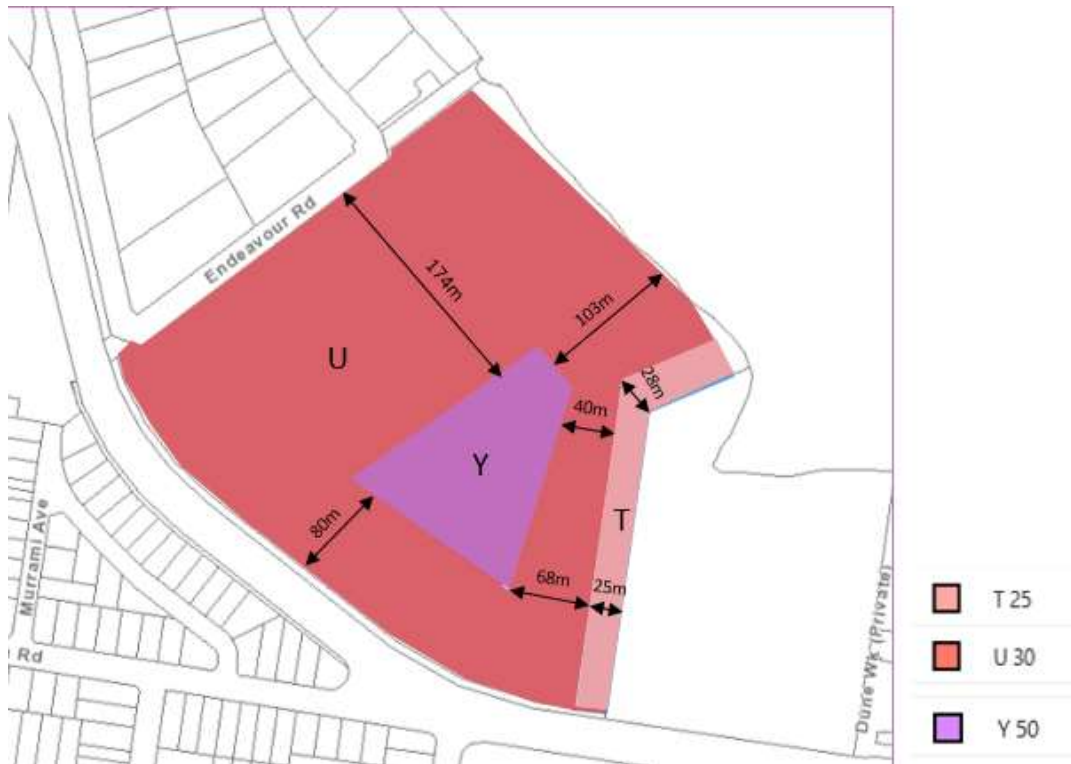 Endeavour Rd
174m
103m
U
28m
40m
Y
80m
T
68m
25m
Murrami Ave
Rd
Dune Wk (Private)
T 25
U 30
Y 50